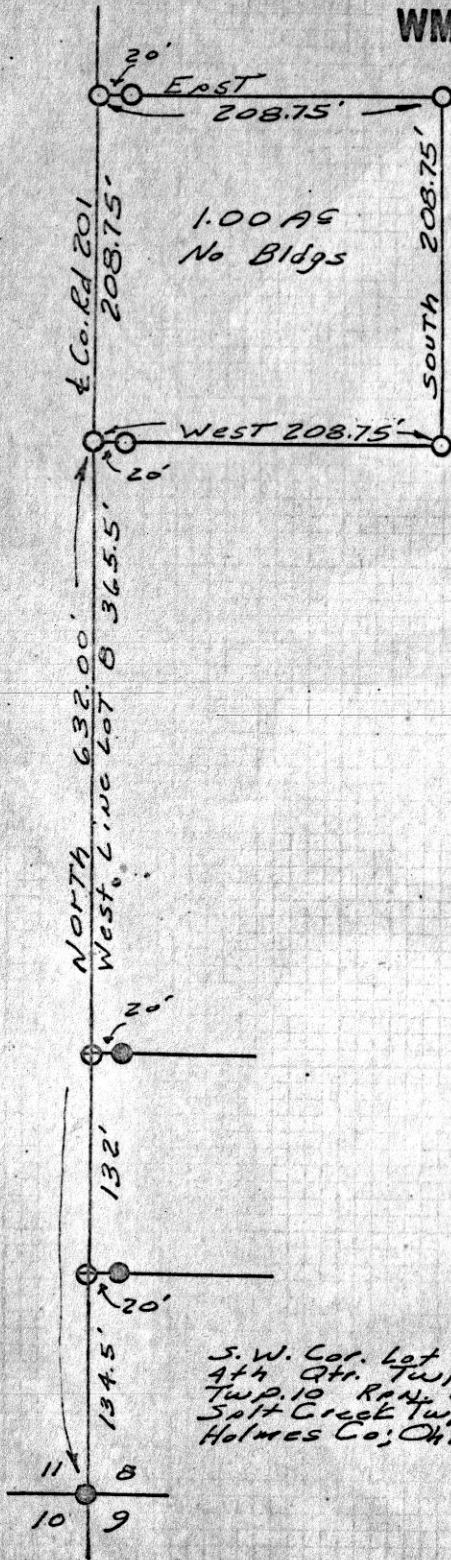 WM
20'
EAST
208.75'
℄ Co. Rd 201
208.75'
1.00 Ac
No Bldgs
SOUTH 208.75'
WEST 208.75'
20'
NORTH 632.00'
West Line LOT 8 365.5'
20'
132'
20'
134.5'
S.W. Cor. Lot
4th Qtr. Twp
Twp. 10
Salt Creek Tw
Holmes Co; Oh
11 8
10 9